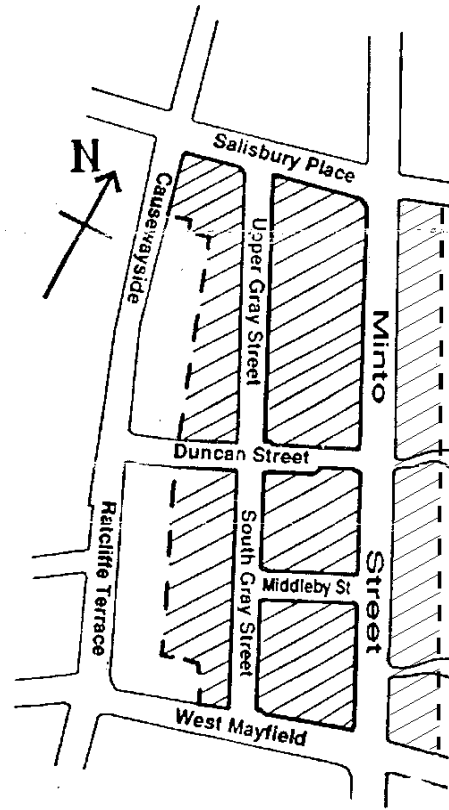 Salisbury Place
N
Causewayside
Upper Gray Street
Minto
Duncan Street
Ratcliffe Terrace
South Gray Street
Middleby St
Street
West Mayfield